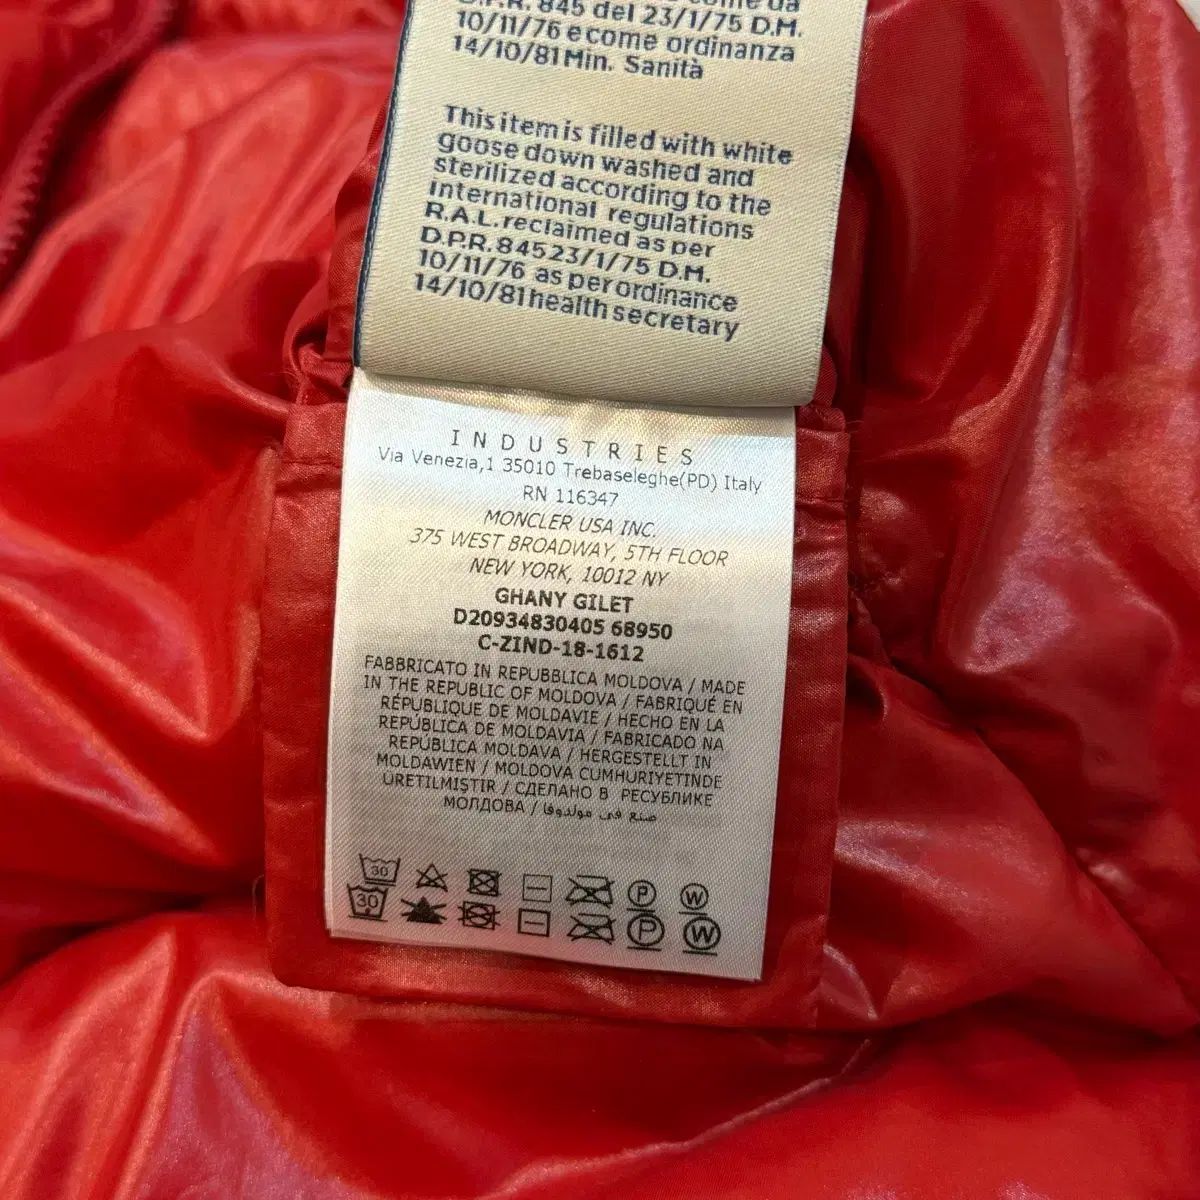 D.P.R. 845 del 23/1/75 D.M.
10/11/76 e come ordinanza
14/10/81 Min. Sanità
This item is filled with white
goose down washed and
sterilized according to the
international regulations
R.A.L. reclaimed as per
D.P.R. 84523/1/75 D.M.
10/11/76 as per ordinance
14/10/81 health secretary
INDUSTRIES
Via Venezia,1 35010 Trebaseleghe(PD) Italy
RN 116347
MONCLER USA INC.
375 WEST BROADWAY, 5TH FLOOR
NEW YORK, 10012 NY
GHANY GILET
D20934830405 68950
C-ZIND-18-1612
FABBRICATO IN REPUBBLICA MOLDOVA / MADE
IN THE REPUBLIC OF MOLDOVA / FABRIQUÉ EN
RÉPUBLIQUE DE MOLDAVIE / HECHO EN LA
REPÚBLICA DE MOLDAVIA / FABRICADO NA
REPÚBLICA MOLDAVA / HERGESTELLT IN
MOLDAWIEN / MOLDOVA CUMHURIYETINDE
ÜRETILMIŞTIR / СДЕЛАНО В РЕСУБЛИКЕ
МОЛДОВА / صنع في مولدوفا
30 P W
30 P W